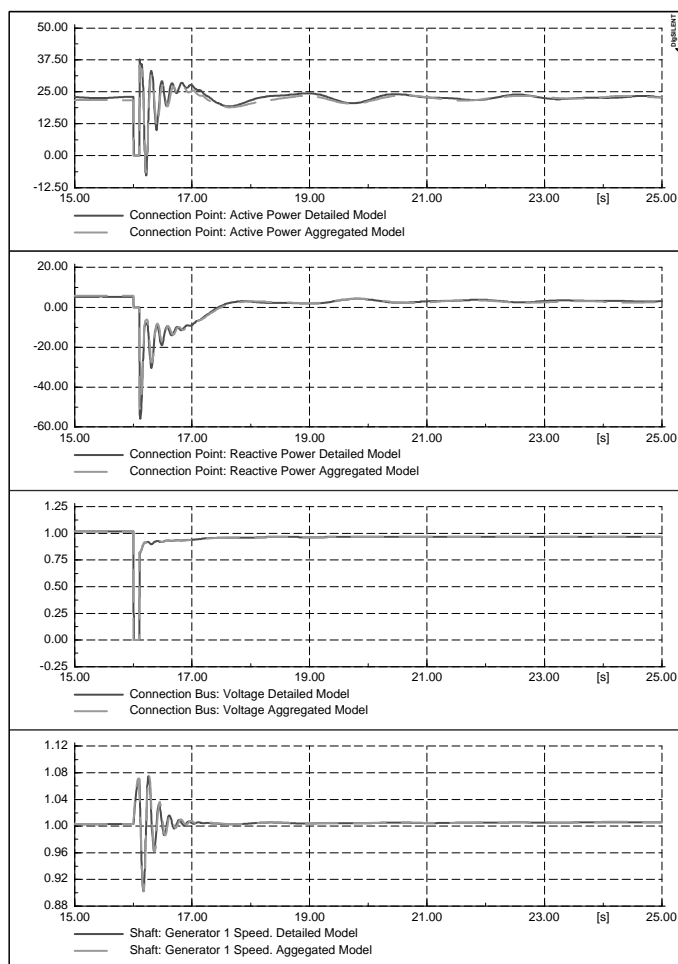 DIgSILENT
50.00
37.50
25.00
12.50
0.00
-12.50
15.00 17.00 19.00 21.00 23.00 [s] 25.00
Connection Point: Active Power Detailed Model
Connection Point: Active Power Aggregated Model
20.00
0.00
-20.00
-40.00
-60.00
15.00 17.00 19.00 21.00 23.00 [s] 25.00
Connection Point: Reactive Power Detailed Model
Connection Point: Reactive Power Aggregated Model
1.25
1.00
0.75
0.50
0.25
0.00
-0.25
15.00 17.00 19.00 21.00 23.00 [s] 25.00
Connection Bus: Voltage Detailed Model
Connection Bus: Voltage Aggregated Model
1.12
1.08
1.04
1.00
0.96
0.92
0.88
15.00 17.00 19.00 21.00 23.00 [s] 25.00
Shaft: Generator 1 Speed. Detailed Model
Shaft: Generator 1 Speed. Aggegated Model